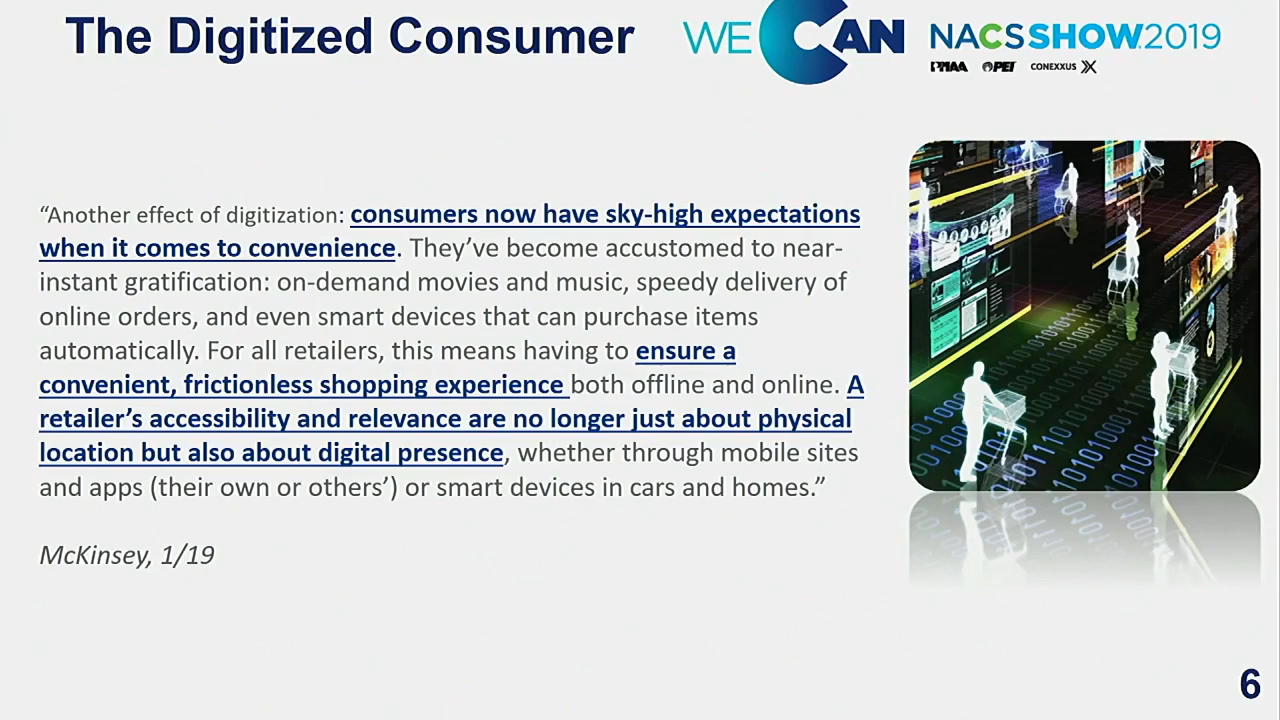 The Digitized Consumer
WE CAN
NACS SHOW 2019
PMAA PEI CONEXXUS
“Another effect of digitization: consumers now have sky-high expectations
when it comes to convenience. They’ve become accustomed to near-
instant gratification: on-demand movies and music, speedy delivery of
online orders, and even smart devices that can purchase items
automatically. For all retailers, this means having to ensure a
convenient, frictionless shopping experience both offline and online. A
retailer’s accessibility and relevance are no longer just about physical
location but also about digital presence, whether through mobile sites
and apps (their own or others’) or smart devices in cars and homes.”
McKinsey, 1/19
6